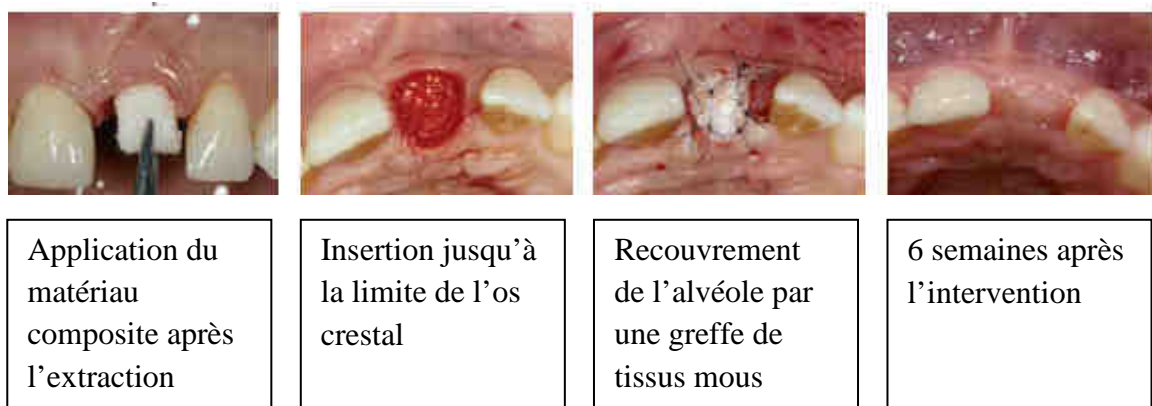 Application du
matériau
composite après
l’extraction
Insertion jusqu’à
la limite de l’os
crestal
Recouvrement
de l’alvéole par
une greffe de
tissus mous
6 semaines après
l’intervention